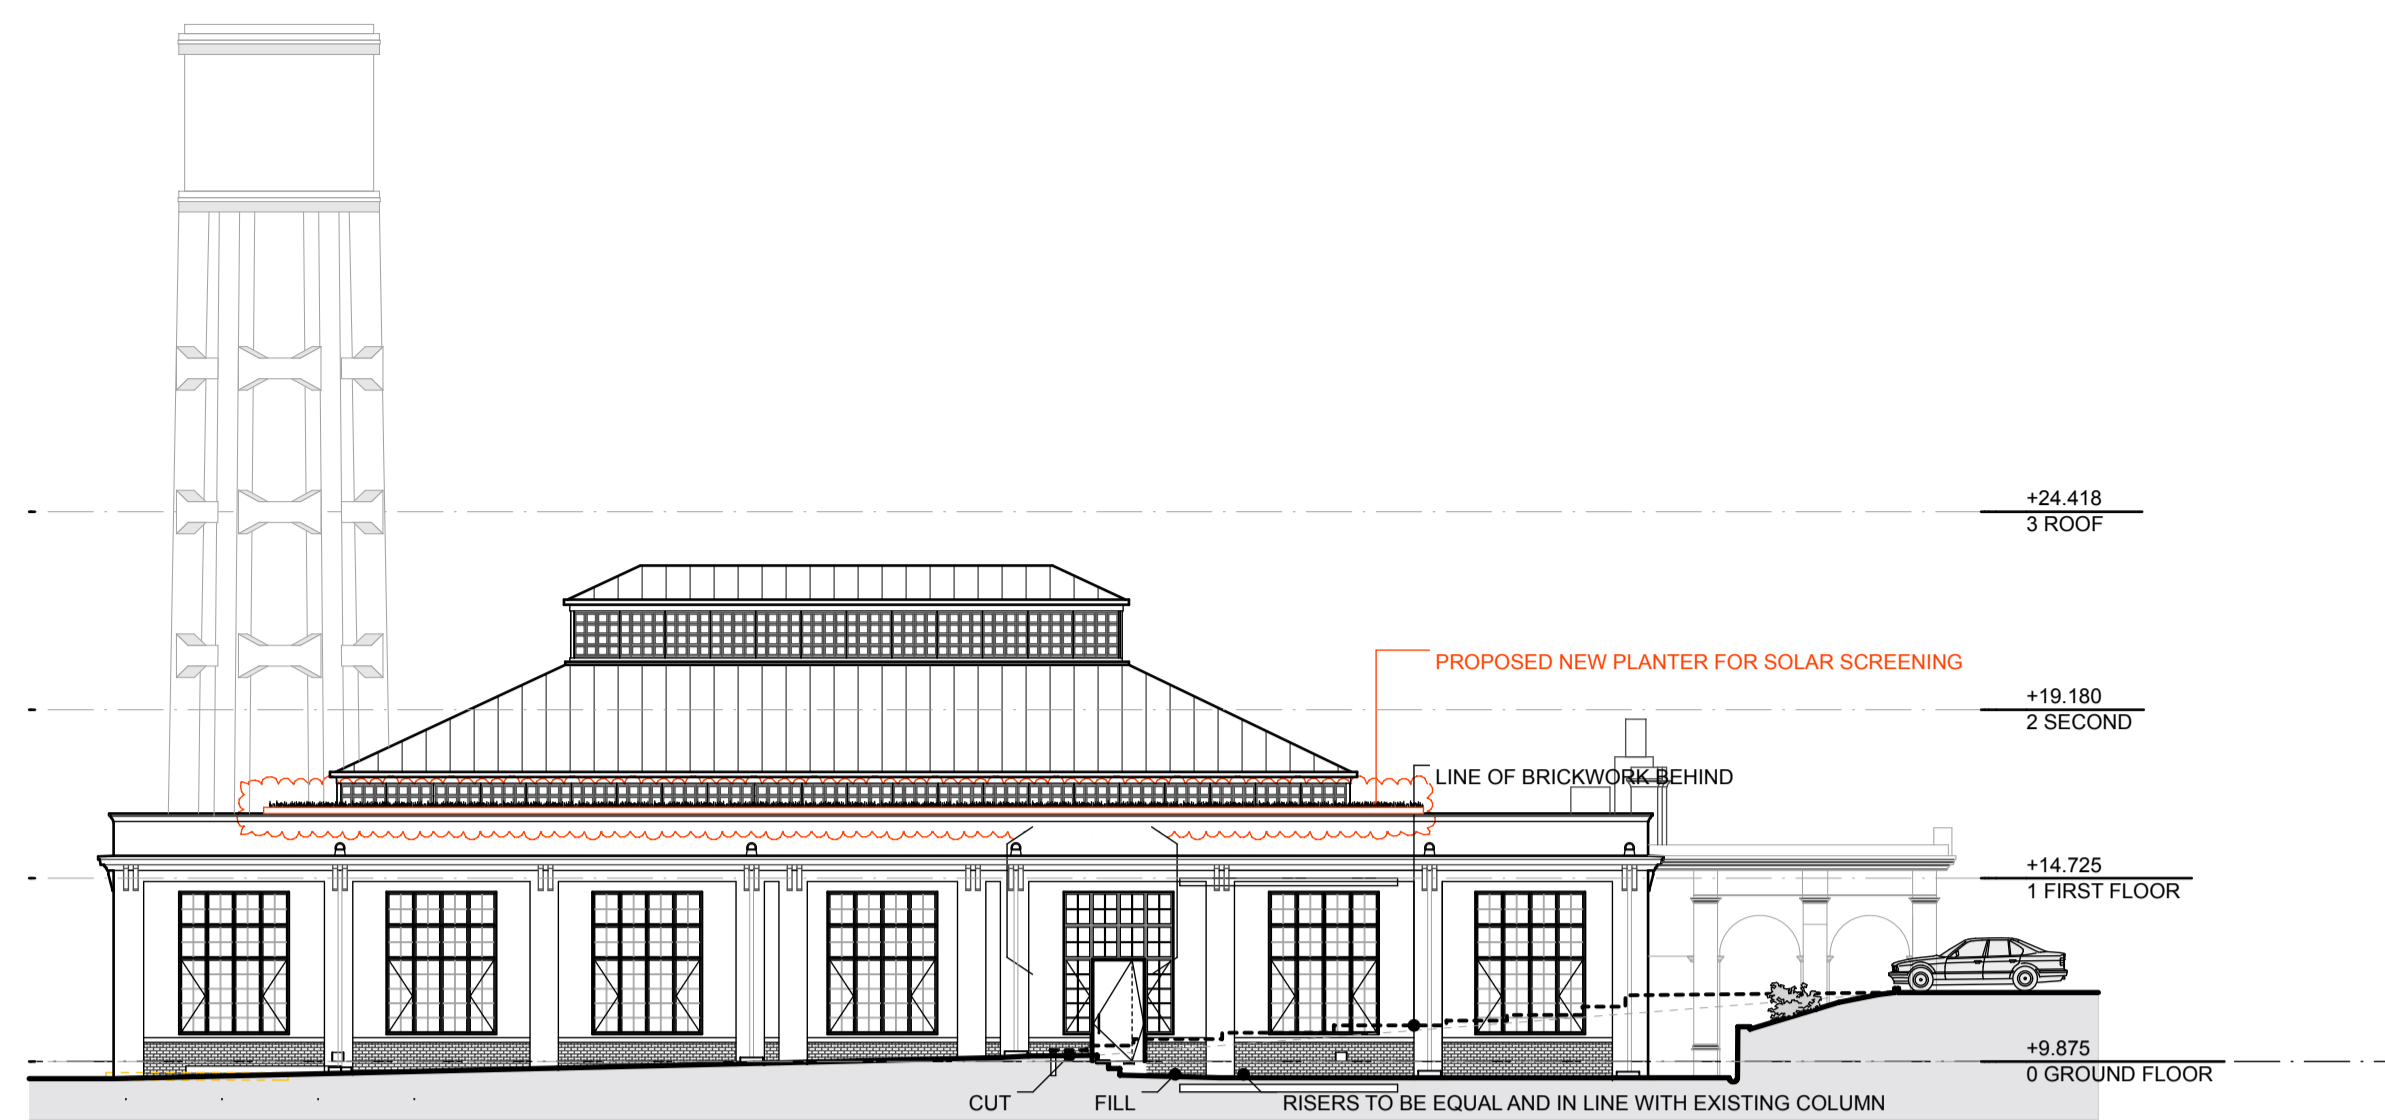 +24.418
3 ROOF
PROPOSED NEW PLANTER FOR SOLAR SCREENING
+19.180
2 SECOND
LINE OF BRICKWORK BEHIND
+14.725
1 FIRST FLOOR
+9.875
0 GROUND FLOOR
CUT
FILL
RISERS TO BE EQUAL AND IN LINE WITH EXISTING COLUMN